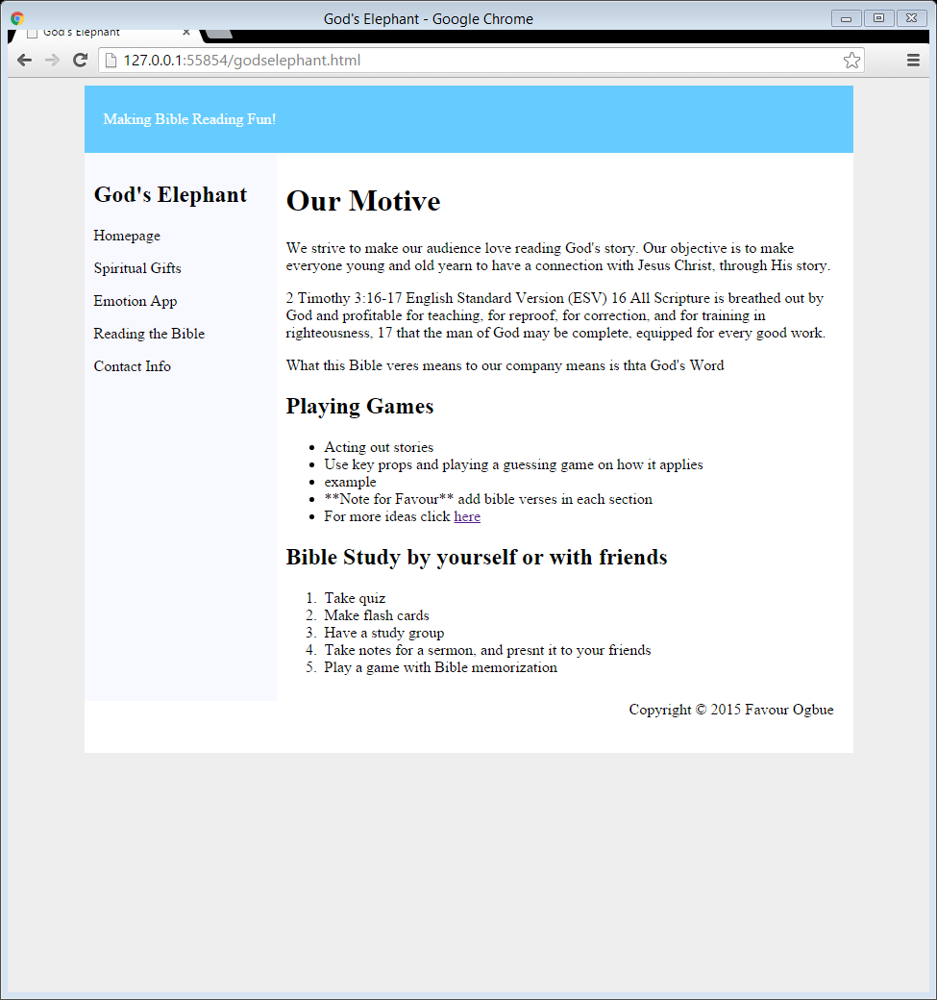 God's Elephant - Google Chrome
God's Elephant
127.0.0.1:55854/godselephant.html
Making Bible Reading Fun!
God's Elephant
Homepage
Spiritual Gifts
Emotion App
Reading the Bible
Contact Info
Our Motive
We strive to make our audience love reading God's story. Our objective is to make
everyone young and old yearn to have a connection with Jesus Christ, through His story.
2 Timothy 3:16-17 English Standard Version (ESV) 16 All Scripture is breathed out by
God and profitable for teaching, for reproof, for correction, and for training in
righteousness, 17 that the man of God may be complete, equipped for every good work.
What this Bible veres means to our company means is thta God's Word
Playing Games
• Acting out stories
• Use key props and playing a guessing game on how it applies
• example
• **Note for Favour** add bible verses in each section
• For more ideas click here
Bible Study by yourself or with friends
1. Take quiz
2. Make flash cards
3. Have a study group
4. Take notes for a sermon, and presnt it to your friends
5. Play a game with Bible memorization
Copyright © 2015 Favour Ogbue